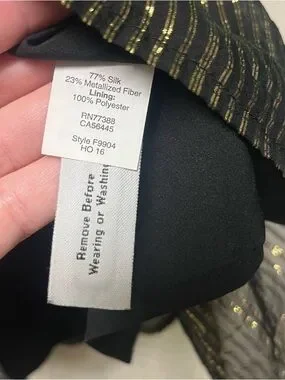 77% Silk
23% Metallized Fiber
Lining:
100% Polyester
RN77388
CA56445
Style F9904
HO 16
Remove Before
Wearing or Washing